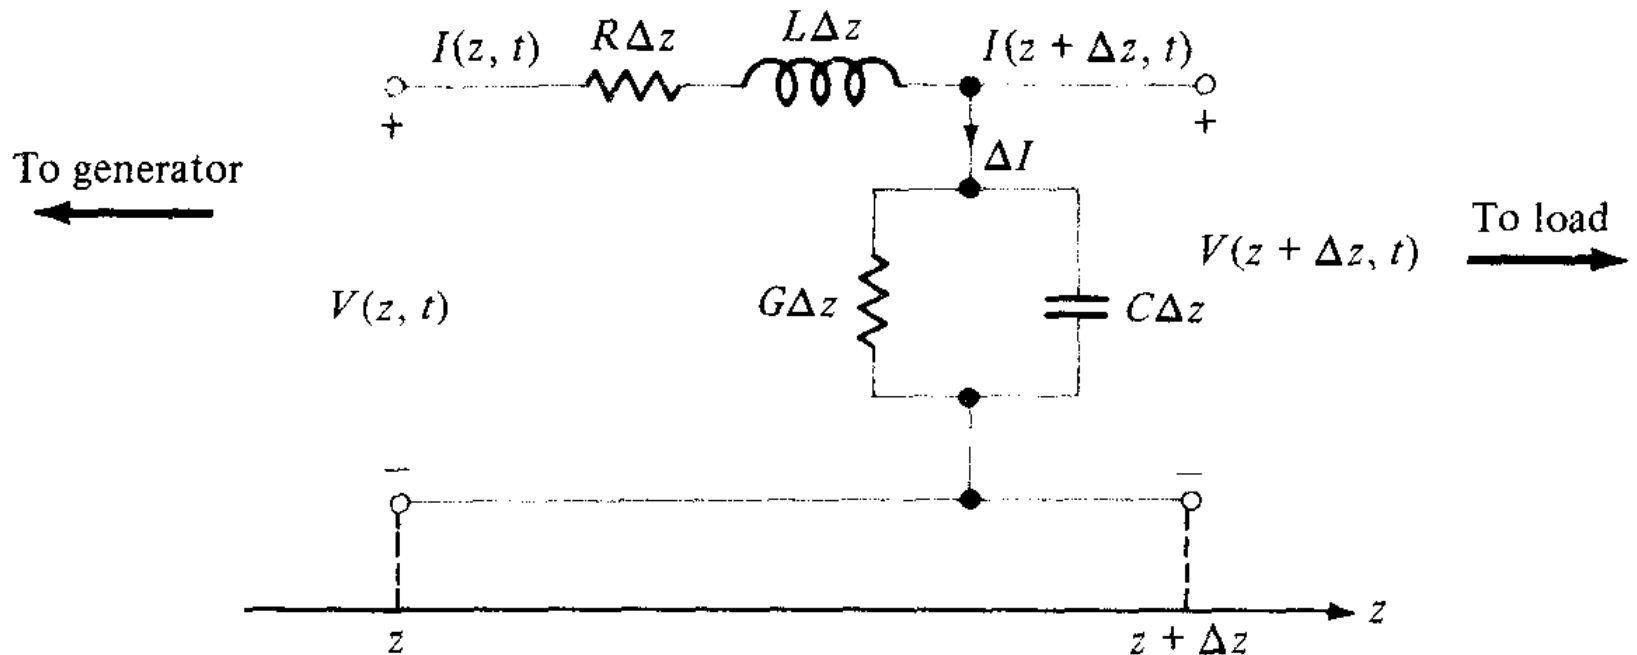 I(z, t)
RΔz
LΔz
I(z + Δz, t)
+
+
ΔI
To generator
To load
V(z, t)
GΔz
CΔz
V(z + Δz, t)
−
−
z
z + Δz
z